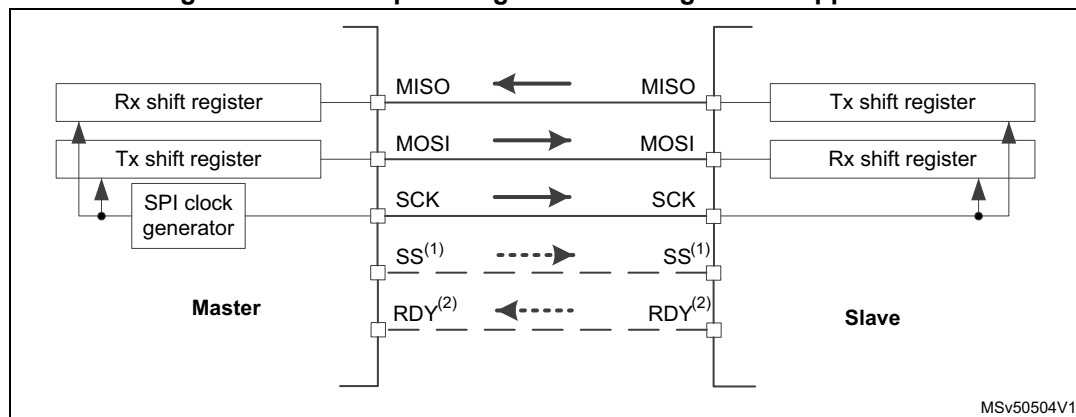 MISO MISO
Rx shift register Tx shift register
MOSI MOSI
Tx shift register Rx shift register
SCK SCK
SPI clock
generator
SS(1) SS(1)
Master RDY(2) RDY(2) Slave
MSv50504V1